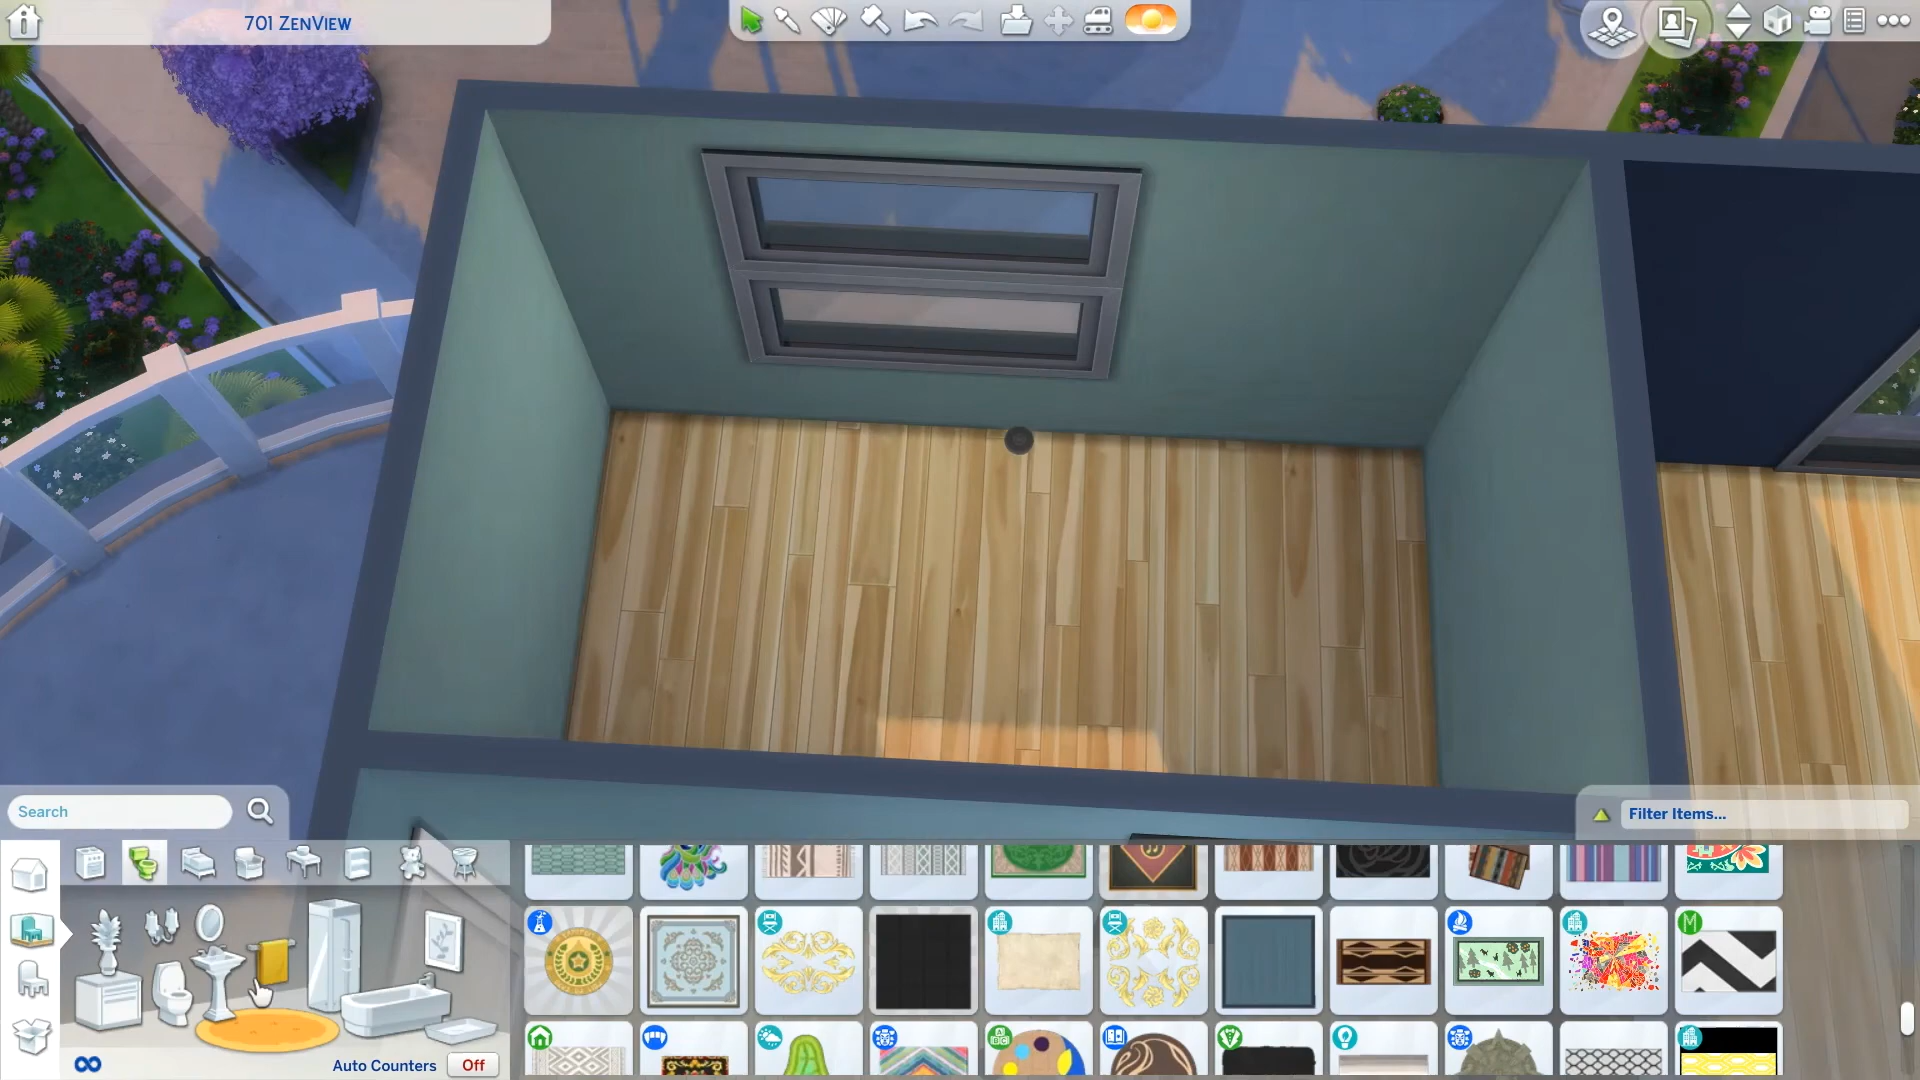 701 ZENVIEW
Search
Filter Items...
Auto Counters
Off
M